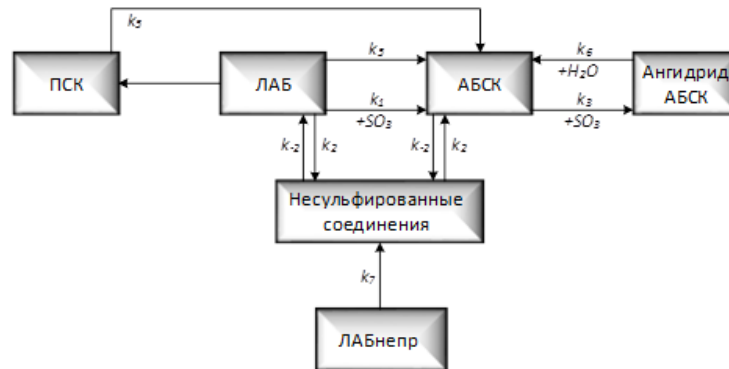 k₅
ПСК
ЛАБ
k₅
k₁
+SO₃
АБСК
k₆
+H₂O
k₃
+SO₃
Ангидрид
АБСК
k₋₂
k₂
k₋₂
k₂
Несульфированные
соединения
k₇
ЛАБнепр